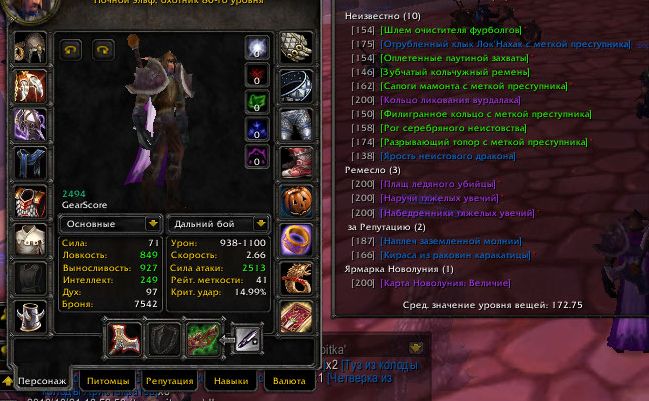 Ночной эльф, охотник 80-го уровня
0
0
0
0
0
2494
GearScore
Основные
Дальний бой
Сила: 71
Ловкость: 849
Выносливость: 927
Интеллект: 249
Дух: 97
Броня: 7542
Урон: 938-1100
Скорость: 2.66
Сила атаки: 2513
Рейт. меткости: 41
Крит. удар: 14.99%
Персонаж
Питомцы
Репутация
Навыки
Валюта
Неизвестно (10)
[154] [Шлем очистителя фурболгов]
[175] [Отрубленный клык Лок'Нахак с меткой преступника]
[154] [Оплетенные паутиной захваты]
[146] [Зубчатый кольчужный ремень]
[162] [Сапоги мамонта с меткой преступника]
[200] [Кольцо ликования вурдалака]
[150] [Филигранное кольцо с меткой преступника]
[158] [Рог серебряного неистовства]
[174] [Разрывающий топор с меткой преступника]
[138] [Ярость неистового дракона]
Ремесло (3)
[200] [Плащ ледяного убийцы]
[200] [Наручи тяжелых увечий]
[200] [Набедренники тяжелых увечий]
за Репутацию (2)
[187] [Наплеч заземленной молнии]
[166] [Кираса из раковин каракатицы]
Ярмарка Новолуния (1)
[200] [Карта Новолуния: Величие]
Сред. значение уровня вещей: 172.75
x2 [Туз из колоды
1 [Четверка из